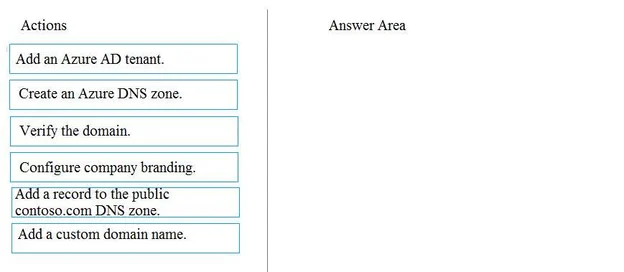 Actions
Answer Area
Add an Azure AD tenant.
Create an Azure DNS zone.
Verify the domain.
Configure company branding.
Add a record to the public
contoso.com DNS zone.
Add a custom domain name.